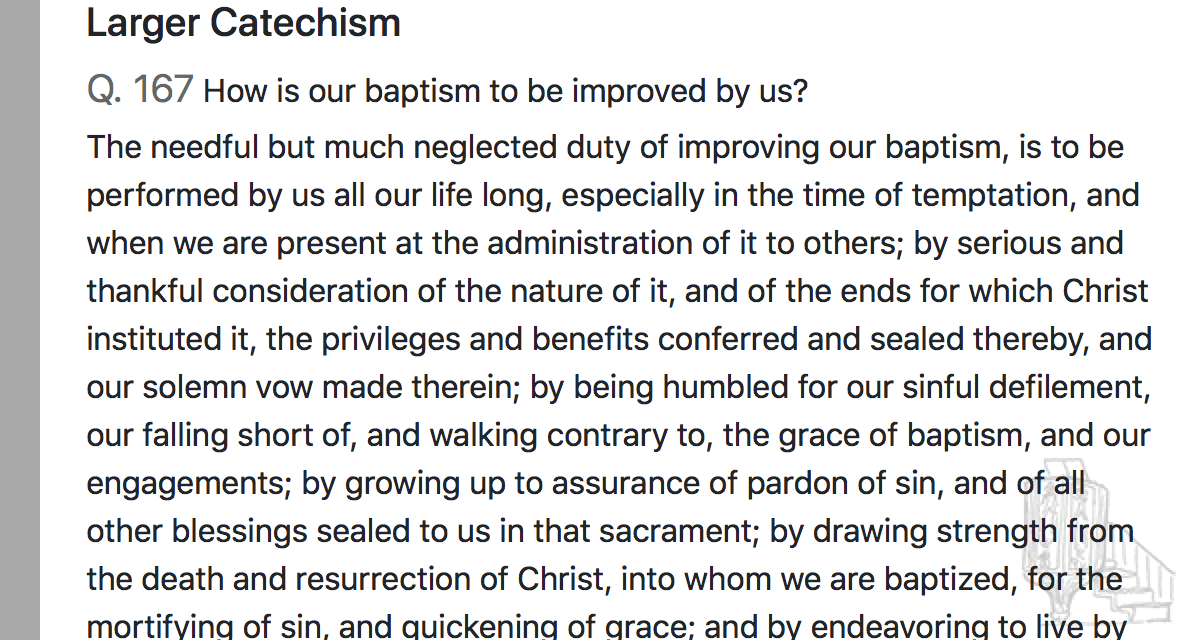 Larger Catechism
Q. 167 How is our baptism to be improved by us?
The needful but much neglected duty of improving our baptism, is to be
performed by us all our life long, especially in the time of temptation, and
when we are present at the administration of it to others; by serious and
thankful consideration of the nature of it, and of the ends for which Christ
instituted it, the privileges and benefits conferred and sealed thereby, and
our solemn vow made therein; by being humbled for our sinful defilement,
our falling short of, and walking contrary to, the grace of baptism, and our
engagements; by growing up to assurance of pardon of sin, and of all
other blessings sealed to us in that sacrament; by drawing strength from
the death and resurrection of Christ, into whom we are baptized, for the
mortifying of sin, and quickening of grace; and by endeavoring to live by